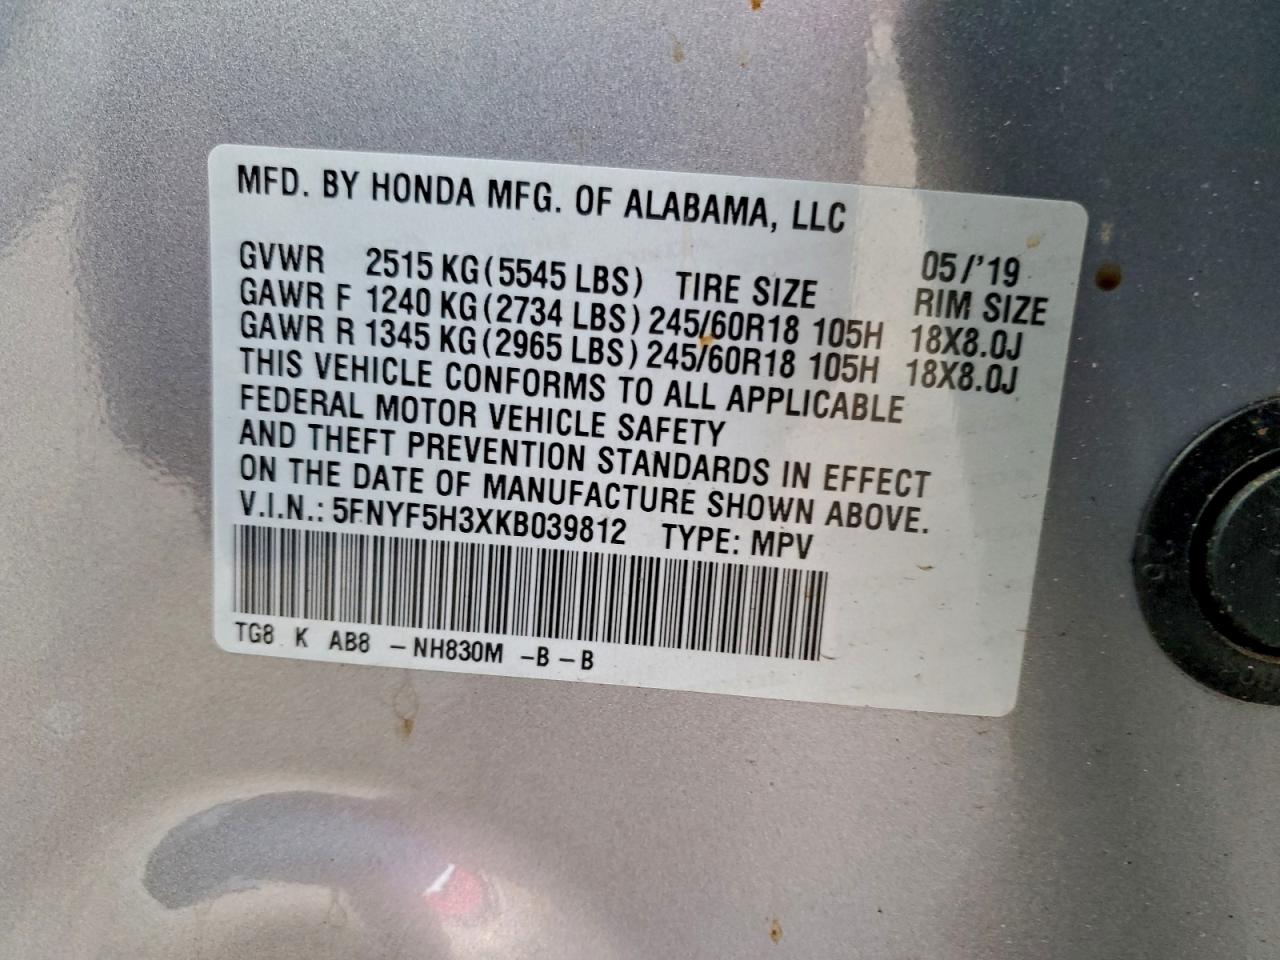 MFD. BY HONDA MFG. OF ALABAMA, LLC
05/'19
GVWR 2515 KG (5545 LBS) TIRE SIZE RIM SIZE
GAWR F 1240 KG (2734 LBS) 245/60R18 105H 18X8.0J
GAWR R 1345 KG (2965 LBS) 245/60R18 105H 18X8.0J
THIS VEHICLE CONFORMS TO ALL APPLICABLE
FEDERAL MOTOR VEHICLE SAFETY
AND THEFT PREVENTION STANDARDS IN EFFECT
ON THE DATE OF MANUFACTURE SHOWN ABOVE.
V.I.N.: 5FNYF5H3XKB039812 TYPE: MPV
TG8 K AB8 - NH830M - B - B